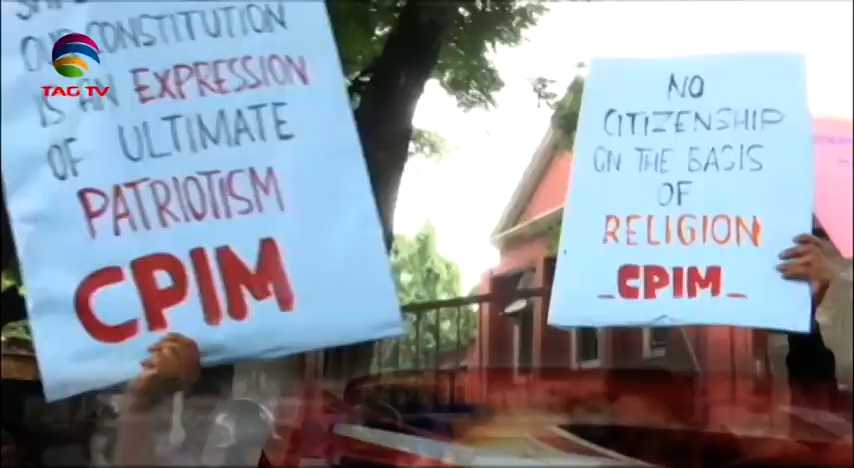 OUR CONSTITUTION
IS AN EXPRESSION
OF ULTIMATE
PATRIOTISM
CPIM
TAG TV
NO
CITIZENSHIP
ON THE BASIS
OF
RELIGION
_CPIM_